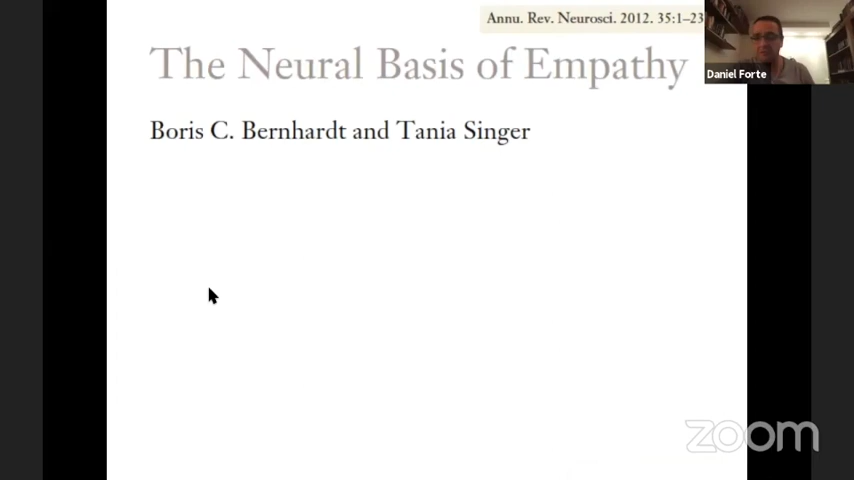 Annu. Rev. Neurosci. 2012. 35:1–23
The Neural Basis of Empathy
Daniel Forte
Boris C. Bernhardt and Tania Singer
zoom